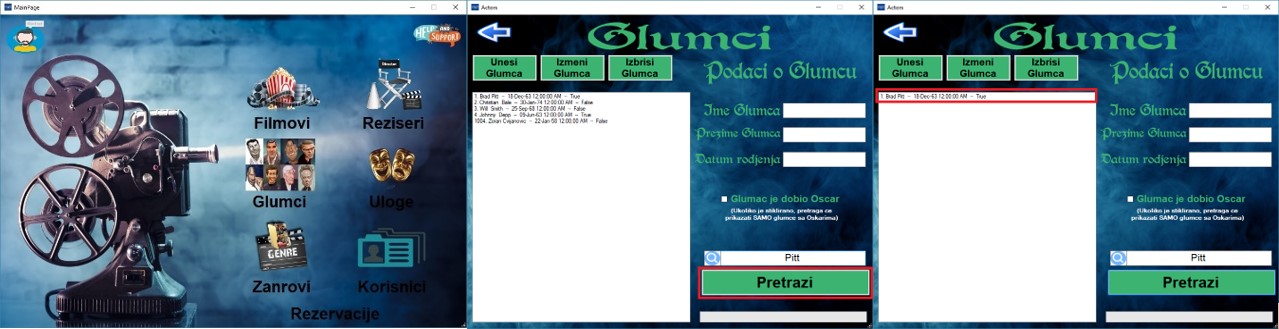 MainPage
HELP AND SUPPORT
Director
Filmovi
Reziseri
Glumci
Uloge
GENRE
Zanrovi
Korisnici
Rezervacije
Actors
Glumci
Unesi Glumca
Izmeni Glumca
Izbrisi Glumca
Podaci o Glumcu
1. Brad Pitt - 18-Dec-63 12:00:00 AM - True
2. Christian Bale - 30-Jan-74 12:00:00 AM - False
3. Will Smith - 25-Sep-68 12:00:00 AM - False
4. Johnny Depp - 09-Jun-63 12:00:00 AM - True
1004. Zoran Cvijanovic - 22-Jan-58 12:00:00 AM - False
Ime Glumca
Prezime Glumca
Datum rodjenja
Glumac je dobio Oscar
(Ukoliko je stiklirano, pretraga ce
prikazati SAMO glumce sa Oskarima)
Pitt
Pretrazi
Actors
Glumci
Unesi Glumca
Izmeni Glumca
Izbrisi Glumca
Podaci o Glumcu
1. Brad Pitt - 18-Dec-63 12:00:00 AM - True
Ime Glumca
Prezime Glumca
Datum rodjenja
Glumac je dobio Oscar
(Ukoliko je stiklirano, pretraga ce
prikazati SAMO glumce sa Oskarima)
Pitt
Pretrazi